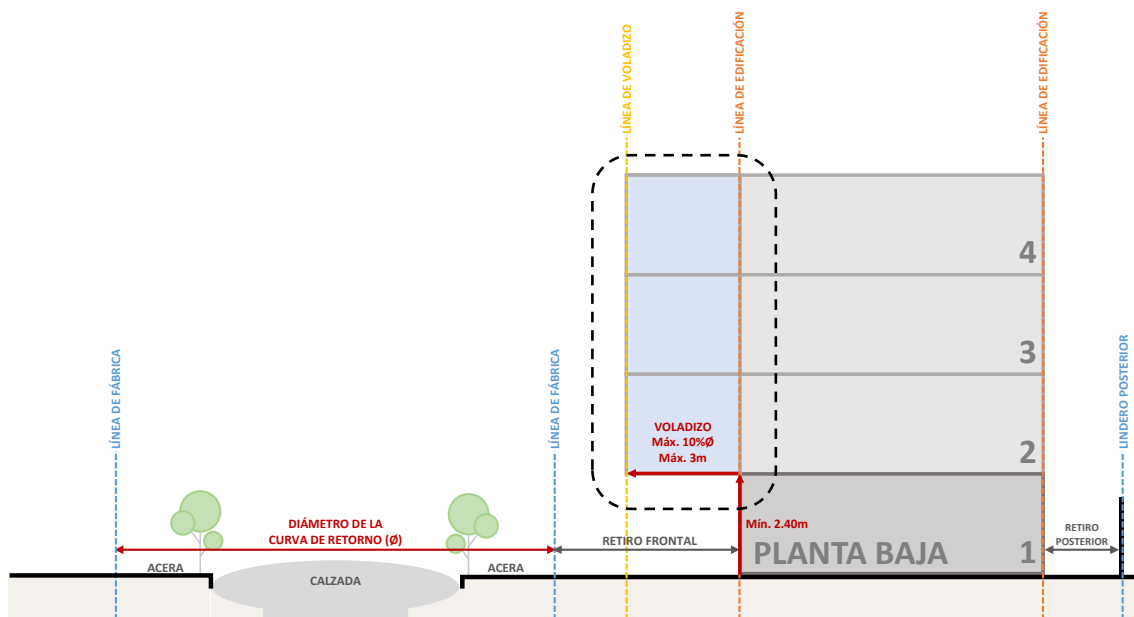 LÍNEA DE VOLADIZO
LÍNEA DE EDIFICACIÓN
LÍNEA DE EDIFICACIÓN
4
3
LÍNEA DE FÁBRICA
LÍNEA DE FÁBRICA
LINDERO POSTERIOR
VOLADIZO
Máx. 10%Ø
Máx. 3m
2
DIÁMETRO DE LA
CURVA DE RETORNO (Ø)
RETIRO FRONTAL
Mín. 2.40m
PLANTA BAJA
1
RETIRO
POSTERIOR
ACERA
CALZADA
ACERA